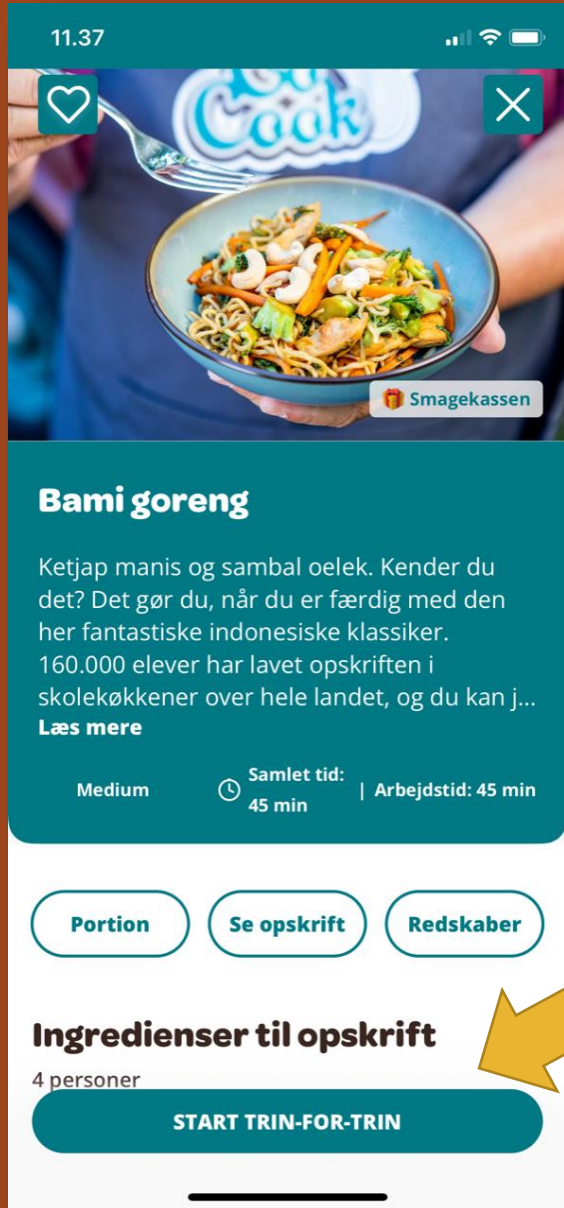 11.37
Cook
Smagekassen
Bami goreng
Ketjap manis og sambal oelek. Kender du
det? Det gør du, når du er færdig med den
her fantastiske indonesiske klassiker.
160.000 elever har lavet opskriften i
skolekøkkener over hele landet, og du kan j...
Læs mere
Medium
Samlet tid:
45 min
| Arbejdstid: 45 min
Portion
Se opskrift
Redskaber
Ingredienser til opskrift
4 personer
START TRIN-FOR-TRIN